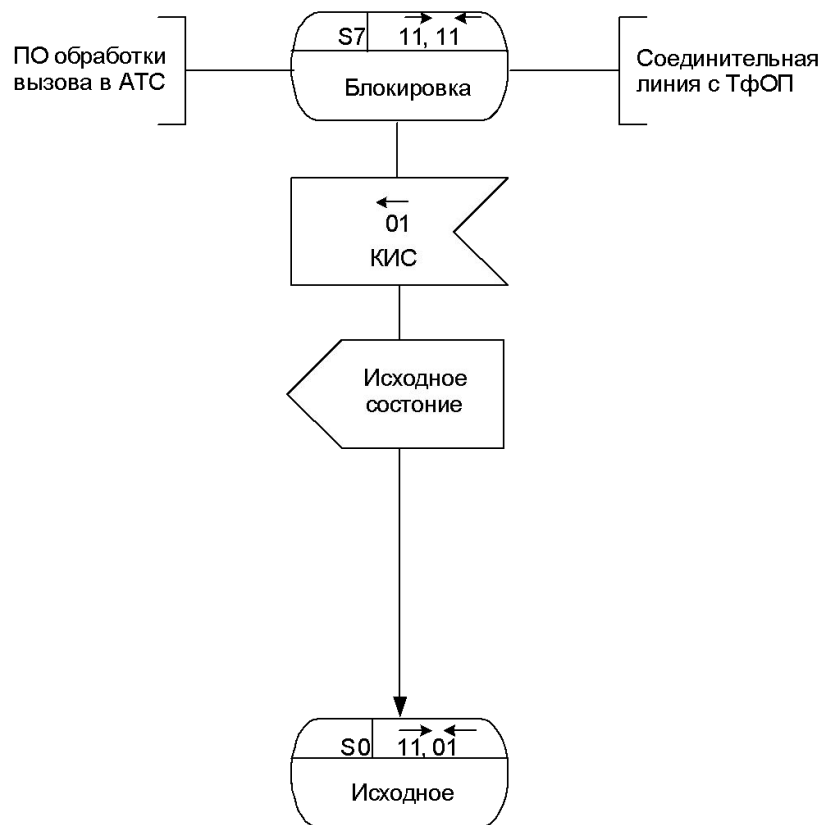 ПО обработки
вызова в АТС
S7 11, 11
Блокировка
Соединительная
линия с ТфОП
01
КИС
Исходное
состоние
S0 11, 01
Исходное